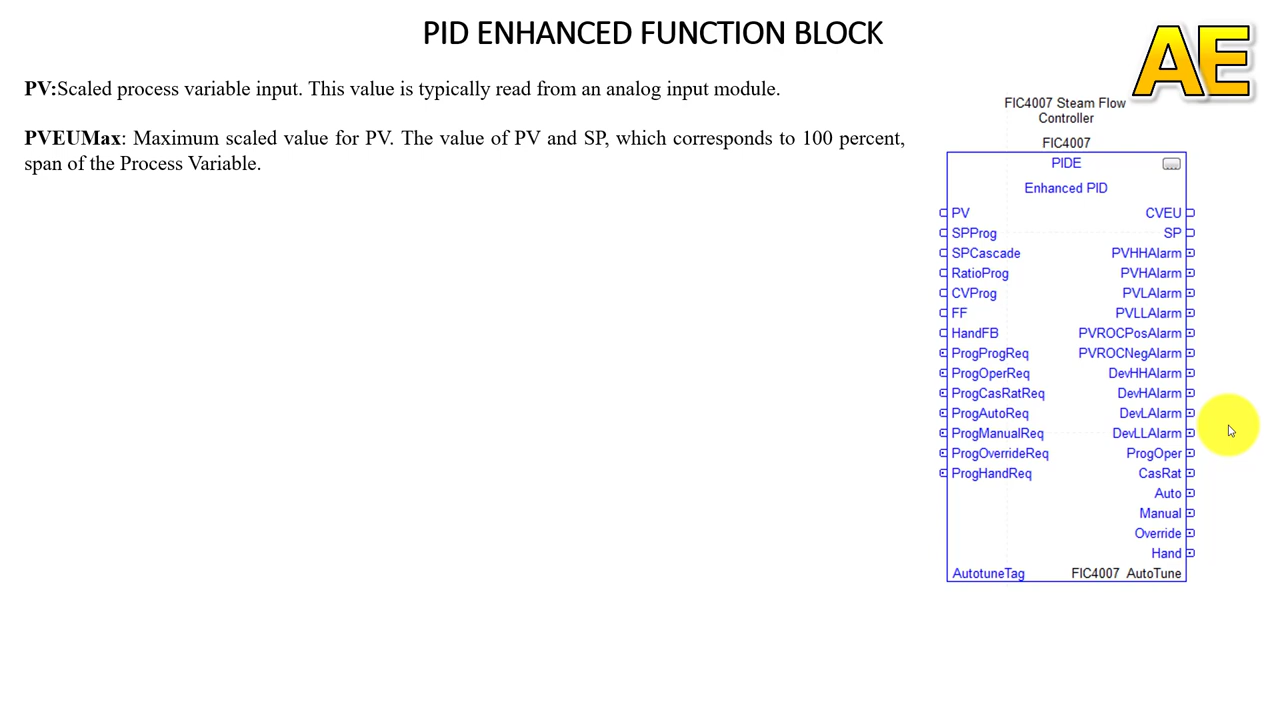 PID ENHANCED FUNCTION BLOCK
AE
PV:Scaled process variable input. This value is typically read from an analog input module.
PVEUMax: Maximum scaled value for PV. The value of PV and SP, which corresponds to 100 percent,
span of the Process Variable.
FIC4007 Steam Flow
Controller
FIC4007
PIDE
...
Enhanced PID
PV CVEU
SPProg SP
SPCascade PVHHAlarm
RatioProg PVHAlarm
CVProg PVLAlarm
FF PVLLAlarm
HandFB PVROCPosAlarm
ProgProgReq PVROCNegAlarm
ProgOperReq DevHHAlarm
ProgCasRatReq DevHAlarm
ProgAutoReq DevLAlarm
ProgManualReq DevLLAlarm
ProgOverrideReq ProgOper
ProgHandReq CasRat
Auto
Manual
Override
Hand
AutotuneTag FIC4007_AutoTune